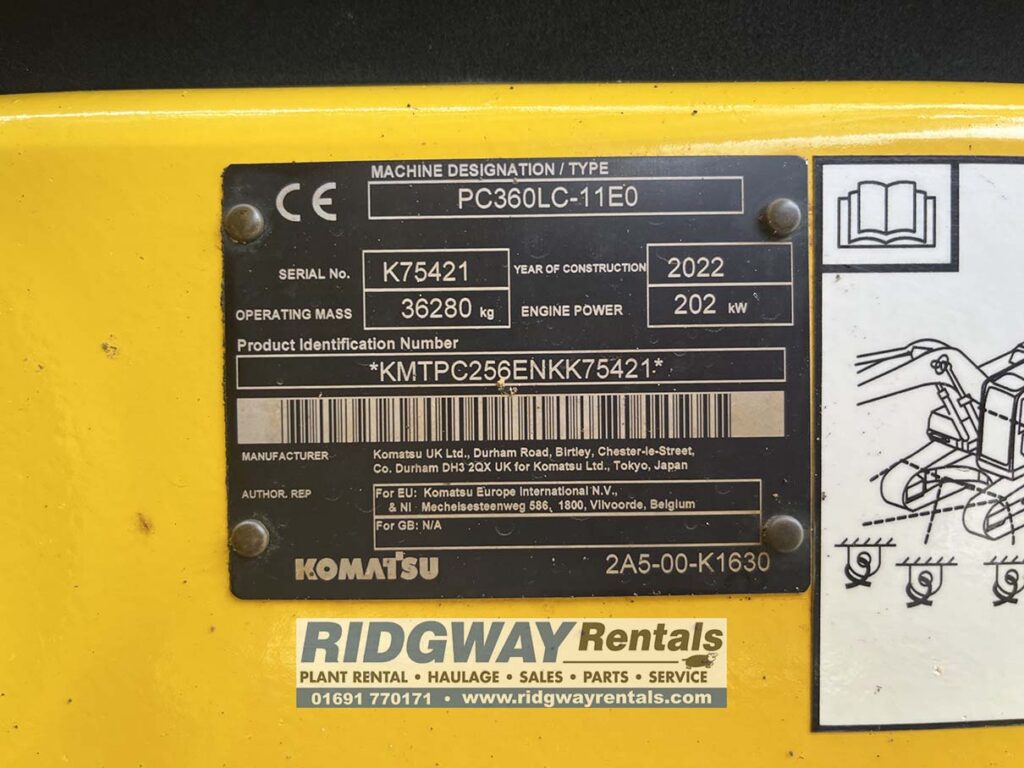 CE
MACHINE DESIGNATION / TYPE
PC360LC-11E0
SERIAL No. K75421 YEAR OF CONSTRUCTION 2022
OPERATING MASS 36280 kg ENGINE POWER 202 kW
Product Identification Number
*KMTPC256ENKK75421*
MANUFACTURER Komatsu UK Ltd., Durham Road, Birtley, Chester-le-Street,
Co. Durham DH3 2QX UK for Komatsu Ltd., Tokyo, Japan
AUTHOR. REP For EU: Komatsu Europe International N.V.,
& NI Mechelsesteenweg 586, 1800, Vilvoorde, Belgium
For GB: N/A
KOMATSU 2A5-00-K1630
RIDGWAY Rentals
PLANT RENTAL • HAULAGE • SALES • PARTS • SERVICE
01691 770171 • www.ridgwayrentals.com